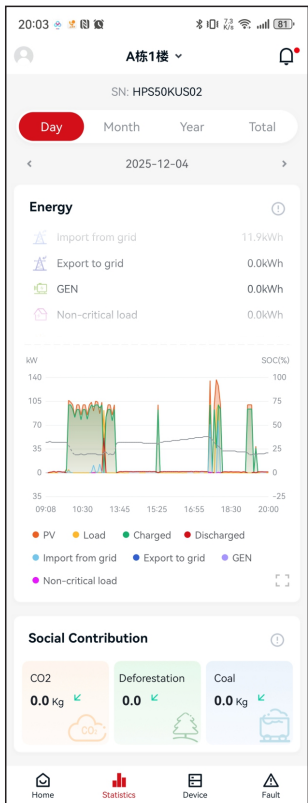 20:03
7.3 K/s
81
A栋1楼
SN: HPS50KUS02
Day Month Year Total
2025-12-04
Energy
Import from grid 11.9kWh
Export to grid 0.0kWh
GEN 0.0kWh
Non-critical load 0.0kWh
kW SOC(%)
140 100
105 75
70 50
35 25
0 0
35 -25
09:08 10:30 13:45 15:25 16:55 18:30 20:00
PV Load Charged Discharged
Import from grid Export to grid GEN
Non-critical load
Social Contribution
CO2 Deforestation Coal
0.0 Kg 0.0 0.0 Kg
CO₂
Home Statistics Device Fault